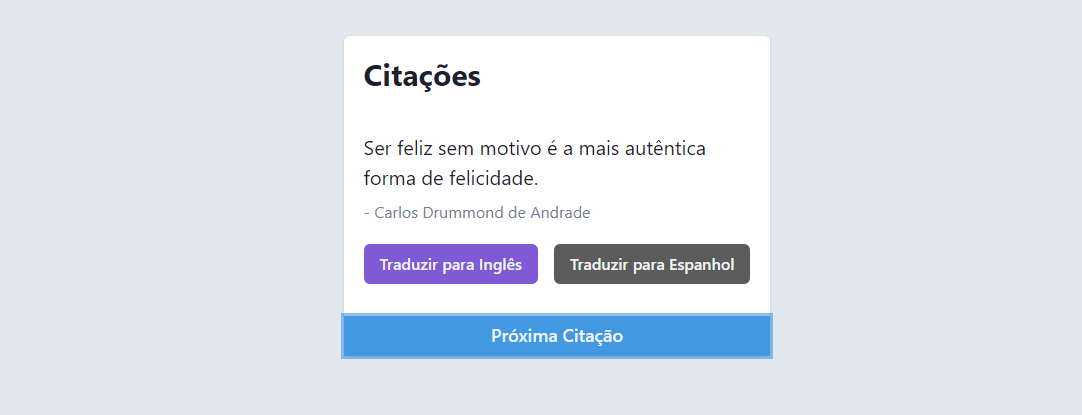 Citações
Ser feliz sem motivo é a mais autêntica
forma de felicidade.
- Carlos Drummond de Andrade
Traduzir para Inglês
Traduzir para Espanhol
Próxima Citação